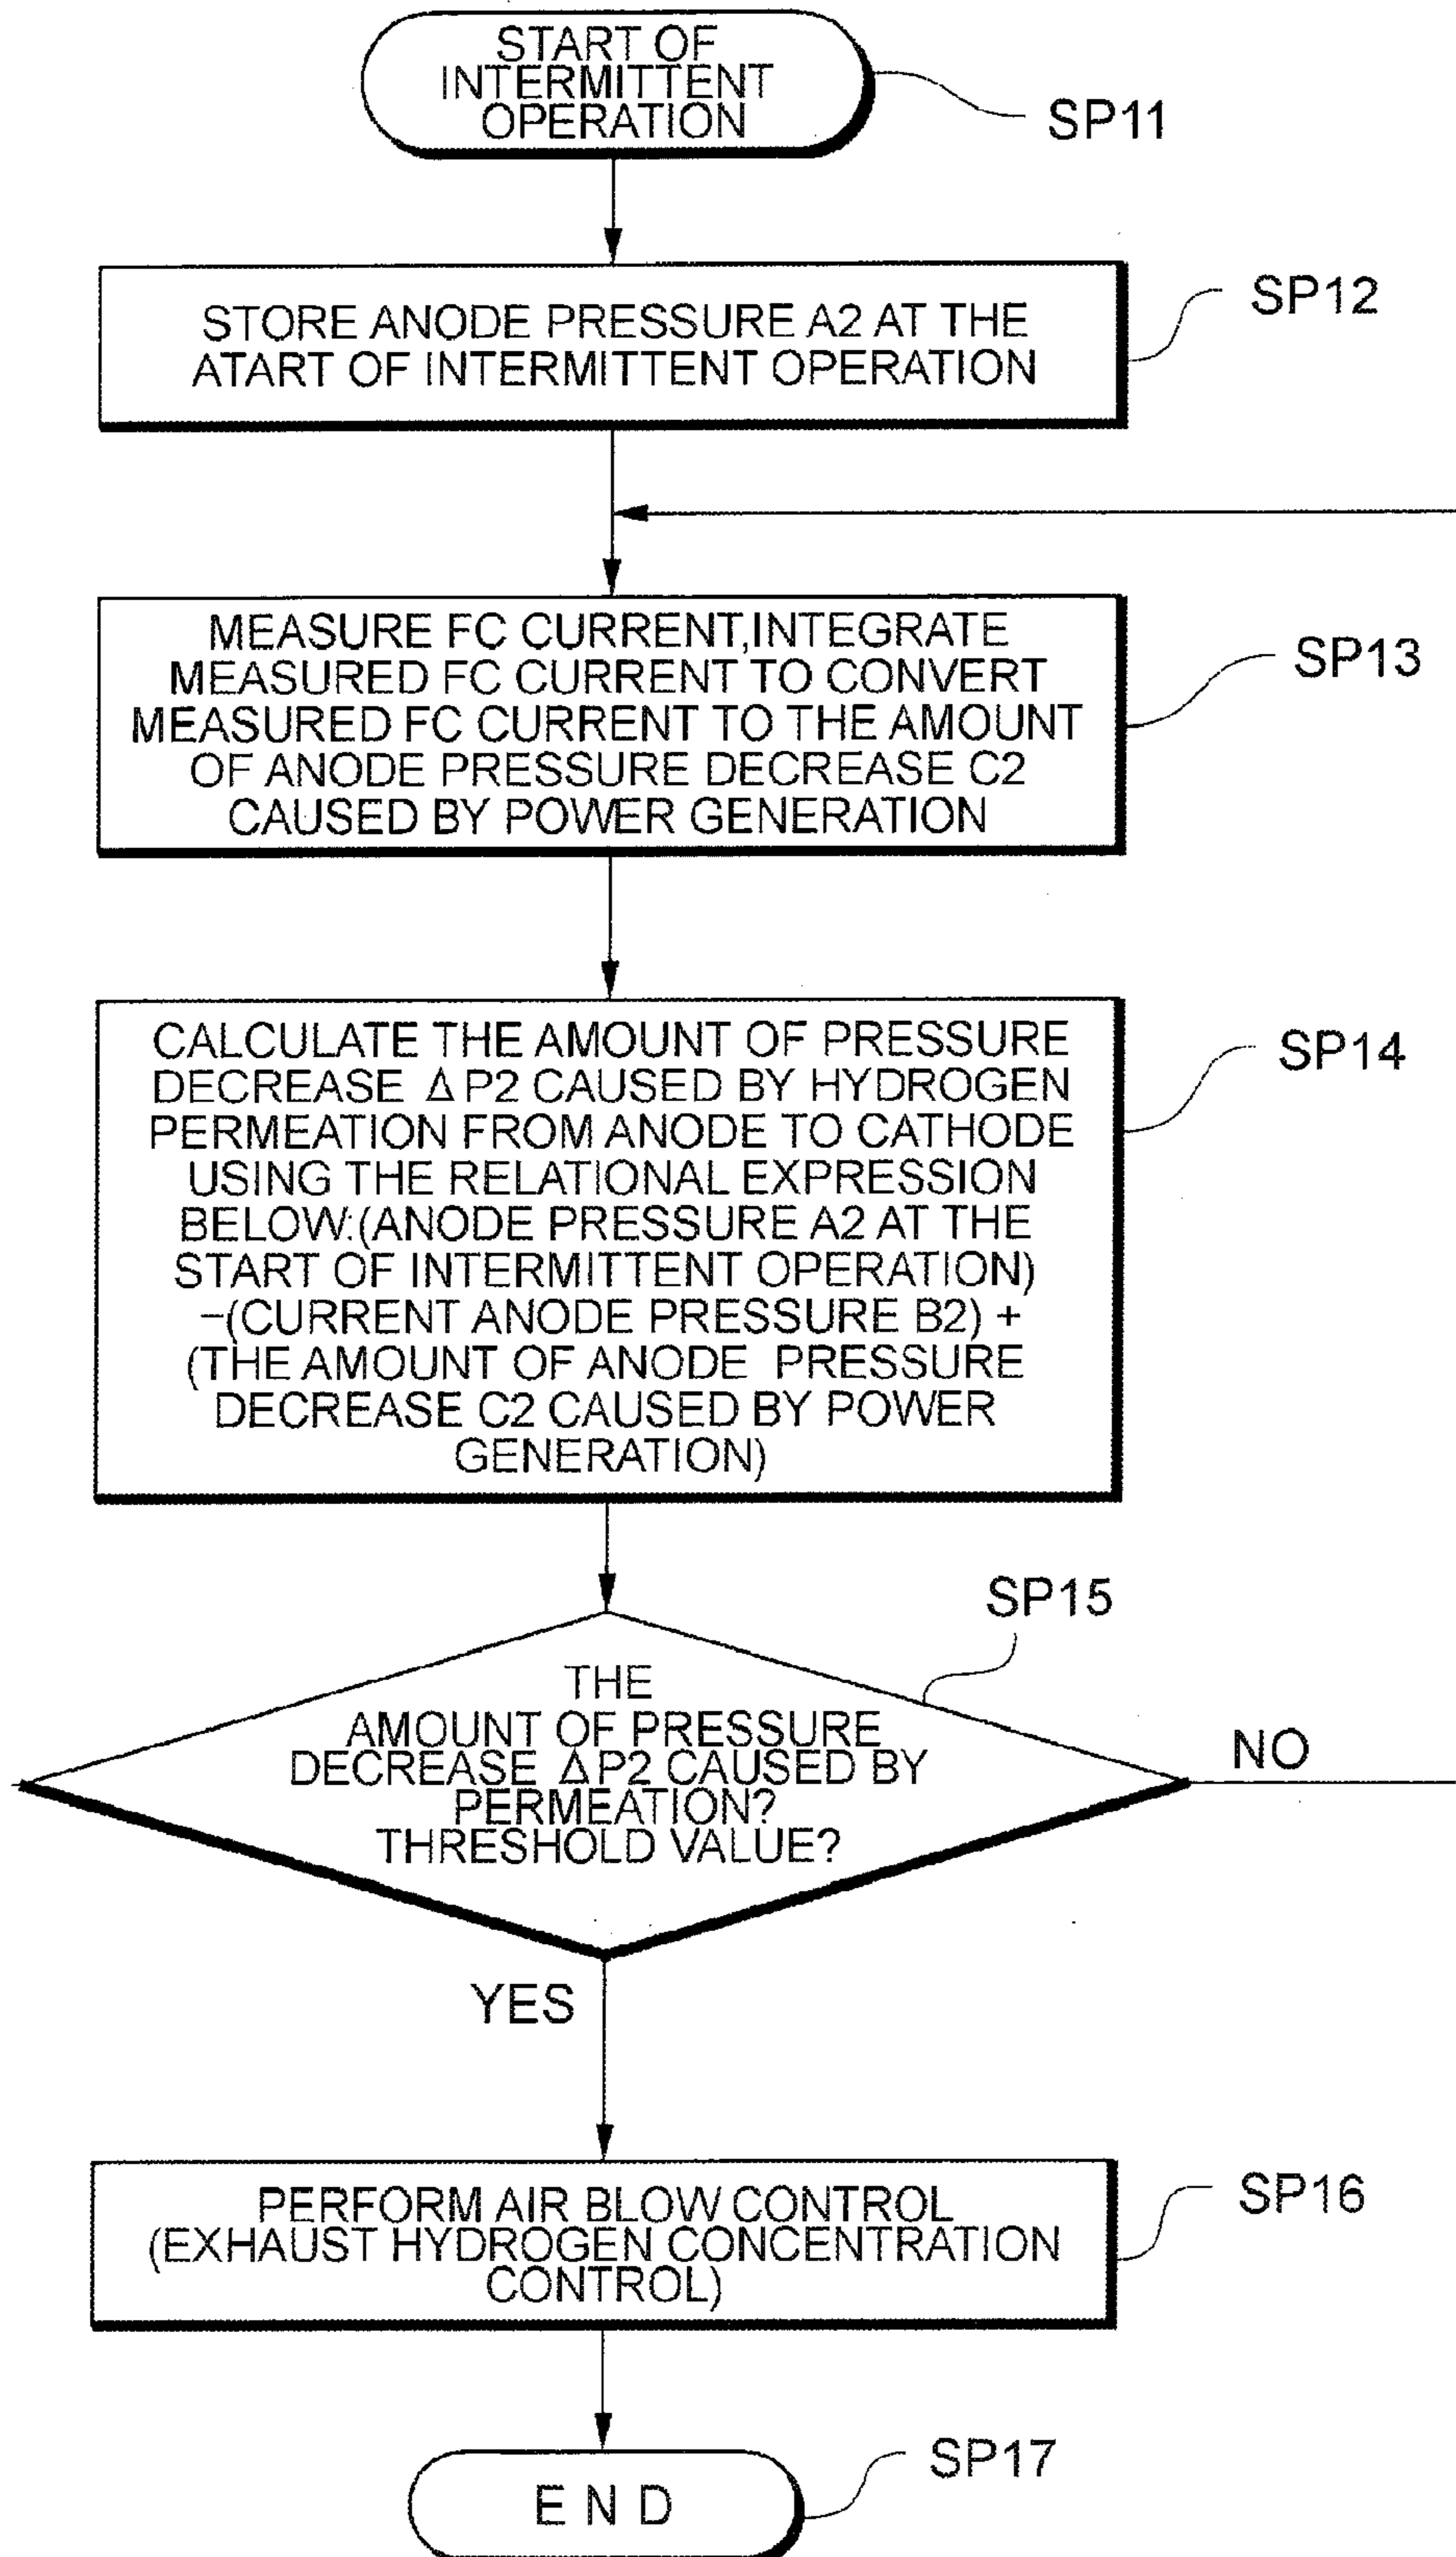 START OF
INTERMITTENT
OPERATION
SP11
STORE ANODE PRESSURE A2 AT THE
ATART OF INTERMITTENT OPERATION
SP12
MEASURE FC CURRENT,INTEGRATE
MEASURED FC CURRENT TO CONVERT
MEASURED FC CURRENT TO THE AMOUNT
OF ANODE PRESSURE DECREASE C2
CAUSED BY POWER GENERATION
SP13
CALCULATE THE AMOUNT OF PRESSURE
DECREASE ΔP2 CAUSED BY HYDROGEN
PERMEATION FROM ANODE TO CATHODE
USING THE RELATIONAL EXPRESSION
BELOW:(ANODE PRESSURE A2 AT THE
START OF INTERMITTENT OPERATION)
−(CURRENT ANODE PRESSURE B2) +
(THE AMOUNT OF ANODE PRESSURE
DECREASE C2 CAUSED BY POWER
GENERATION)
SP14
SP15
THE
AMOUNT OF PRESSURE
DECREASE ΔP2 CAUSED BY
PERMEATION?
THRESHOLD VALUE?
NO
YES
PERFORM AIR BLOW CONTROL
(EXHAUST HYDROGEN CONCENTRATION
CONTROL)
SP16
END
SP17